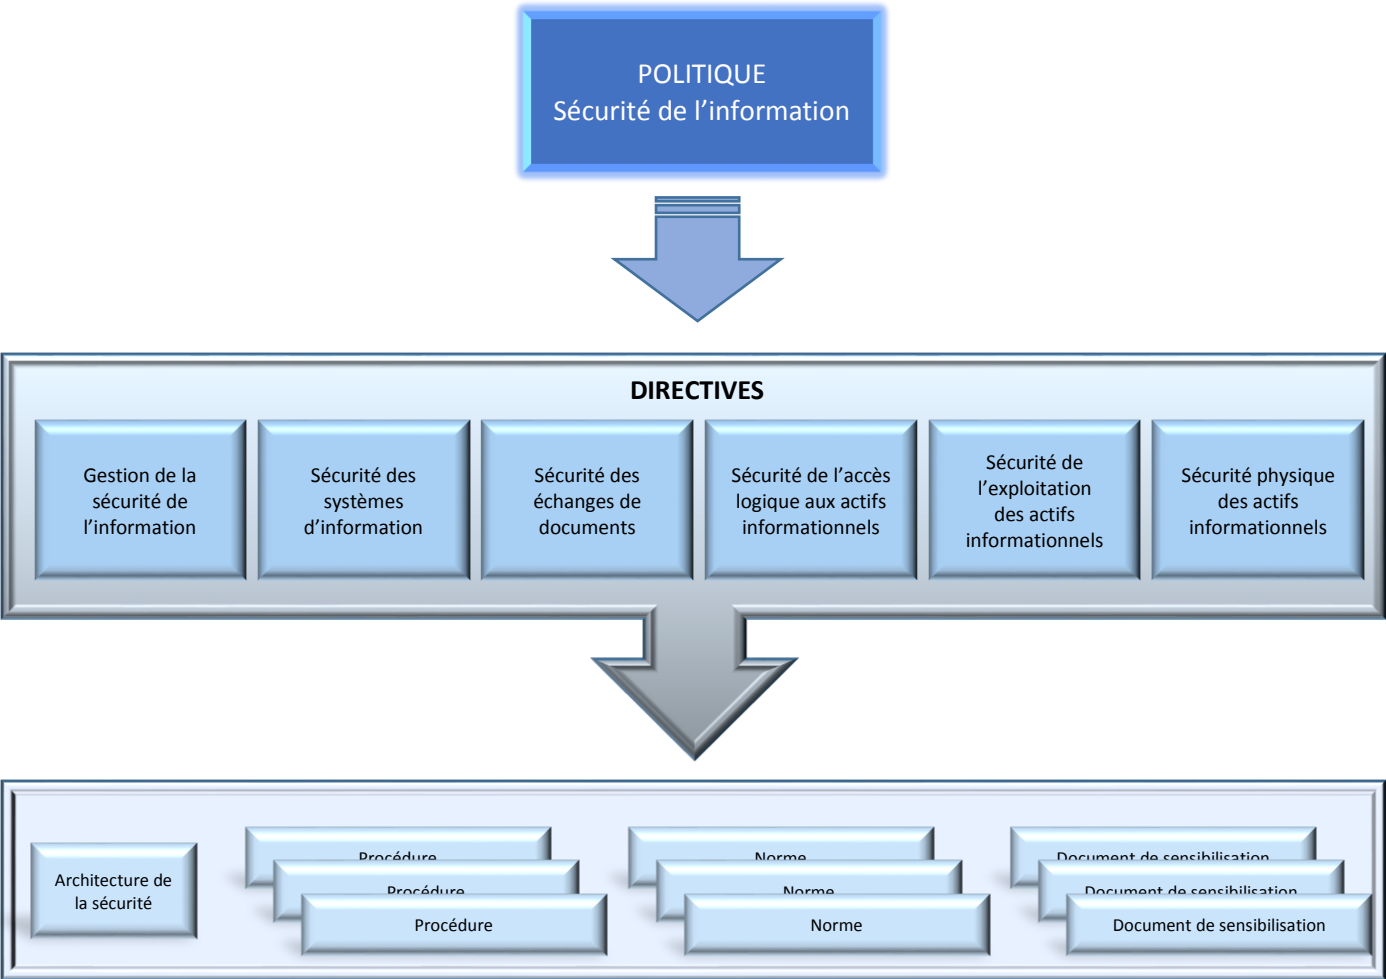 POLITIQUE
Sécurité de l’information
DIRECTIVES
Gestion de la
sécurité de
l’information
Sécurité des
systèmes
d’information
Sécurité des
échanges de
documents
Sécurité de l’accès
logique aux actifs
informationnels
Sécurité de
l’exploitation
des actifs
informationnels
Sécurité physique
des actifs
informationnels
Architecture de
la sécurité
Procédure
Procédure
Procédure
Norme
Norme
Norme
Document de sensibilisation
Document de sensibilisation
Document de sensibilisation